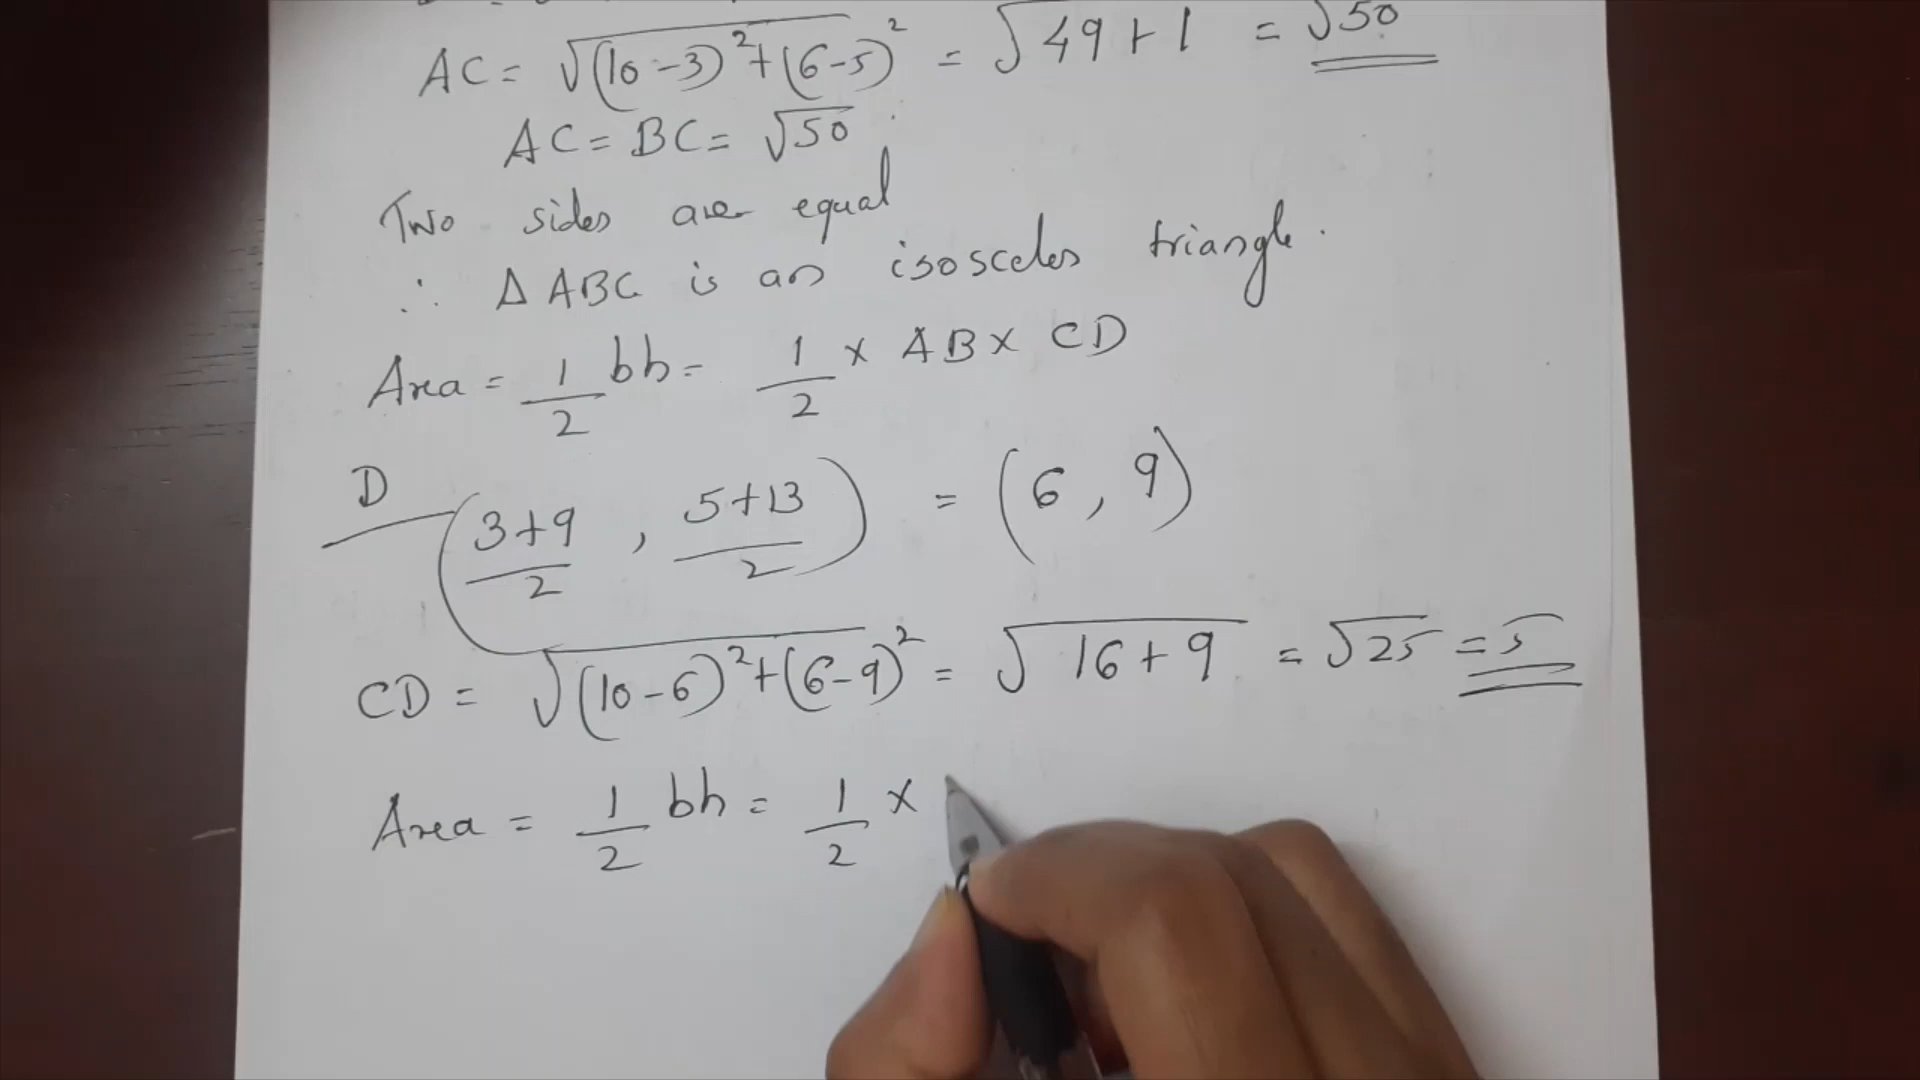 AC = √(10-3)²+(6-5)² = √49+1 = √50
AC = BC = √50
Two sides are equal
∴ Δ ABC is an isosceles triangle.
Area = 1/2 bh = 1/2 × AB × CD
D (3+9/2 , 5+13/2) = (6, 9)
CD = √(10-6)²+(6-9)² = √16+9 = √25 = 5
Area = 1/2 bh = 1/2 ×